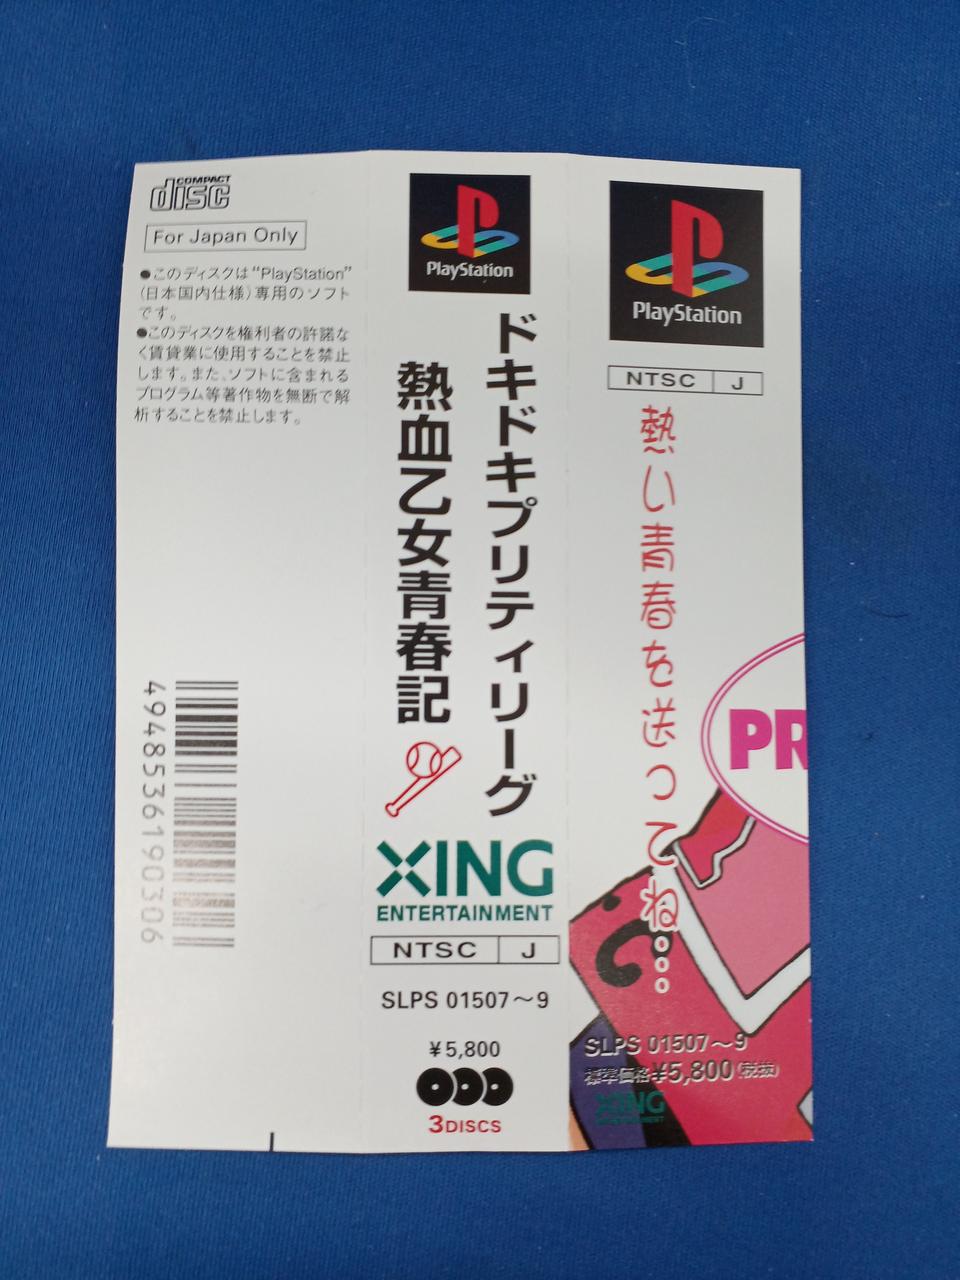 COMPACT
disc
For Japan Only
●このディスクは“PlayStation”
(日本国内仕様)専用のソフト
です。
●このディスクを権利者の許諾な
く賃貸業に使用することを禁止
します。また、ソフトに含まれる
プログラム等著作物を無断で解
析することを禁止します。
4948536190306
PlayStation
ドキドキプリティリーグ
熱血乙女青春記
XING
ENTERTAINMENT
NTSC J
SLPS 01507〜9
¥5,800
3DISCS
PlayStation
NTSC J
熱い青春を送ってね…
PR
SLPS 01507〜9
標準価格¥5,800(税抜)
XING
ENTERTAINMENT